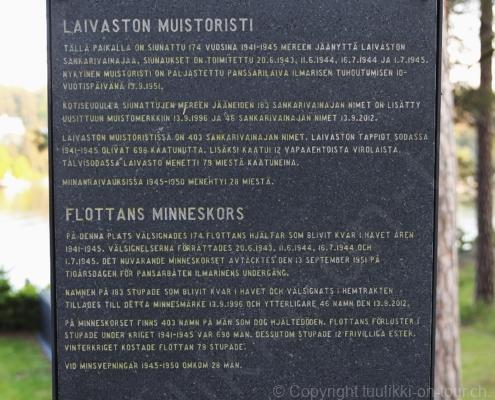 LAIVASTON MUISTORISTI
TÄLLÄ PAIKALLA ON SIUNATTU 174 VUOSINA 1941-1945 MEREEN JÄÄNYTTÄ LAIVASTON
SANKARIVAINAJAA, SIUNAUKSET ON TOIMITETTU 20.6.1943, 11.6.1944, 16.7.1944 JA 1.7.1945.
NYKYINEN MUISTORISTI ON PALJASTETTU PANSSARILAIVA ILMARISEN TUHOUTUMISEN 10-
VUOTISPÄIVÄNÄ 13.9.1951.
KOTISEUDULLA SIUNATTUJEN MEREEN JÄÄNEIDEN 183 SANKARIVAINAJAN NIMET ON LISÄTTY
UUSITTUUN MUISTOMERKKIIN 13.9.1996 JA 46 SANKARIVAINAJAN NIMET 13.9.2012.
LAIVASTON MUISTORISTISSÄ ON 403 SANKARIVAINAJAN NIMET. LAIVASTON TAPPIOT SODASSA
1941-1945 OLIVAT 698 KAATUNUTTA. LISÄKSI KAATUI 12 VAPAAEHTOISTA VIROLAISTA.
TALVISODASSA LAIVASTO MENETTI 79 MIESTÄ KAATUNEINA.
MIINANRAIVAUKSISSA 1945-1950 MENEHTYI 28 MIESTÄ.
FLOTTANS MINNESKORS
PÅ DENNA PLATS VÄLSIGNADES 174 FLOTTANS HJÄLTAR SOM BLIVIT KVAR I HAVET ÅREN
1941-1945. VÄLSIGNELSERNA FÖRRÄTTADES 20.6.1943, 11.6.1944, 16.7.1944 OCH
1.7.1945. DET NUVARANDE MINNESKORSET AVTÄCKTES DEN 13 SEPTEMBER 1951 PÅ
TIOÅRSDAGEN FÖR PANSARBÅTEN ILMARINENS UNDERGÅNG.
NAMNEN PÅ 183 STUPADE SOM BLIVIT KVAR I HAVET OCH VÄLSIGNATS I HEMTRAKTEN
TILLADES TILL DETTA MINNESMÄRKE 13.9.1996 OCH YTTERLIGARE 46 NAMN DEN 13.9.2012.
PÅ MINNESKORSET FINNS 403 NAMN PÅ MÄN SOM DOG HJÄLTEDÖDEN. FLOTTANS FÖRLUSTER I
STUPADE UNDER KRIGET 1941-1945 VAR 698 MAN. DESSUTOM STUPADE 12 FRIVILLIGA ESTER.
VINTERKRIGET KOSTADE FLOTTAN 79 STUPADE.
VID MINSVEPNINGAR 1945-1950 OMKOM 28 MAN.
© Copyright tuulikki-on-tour.ch